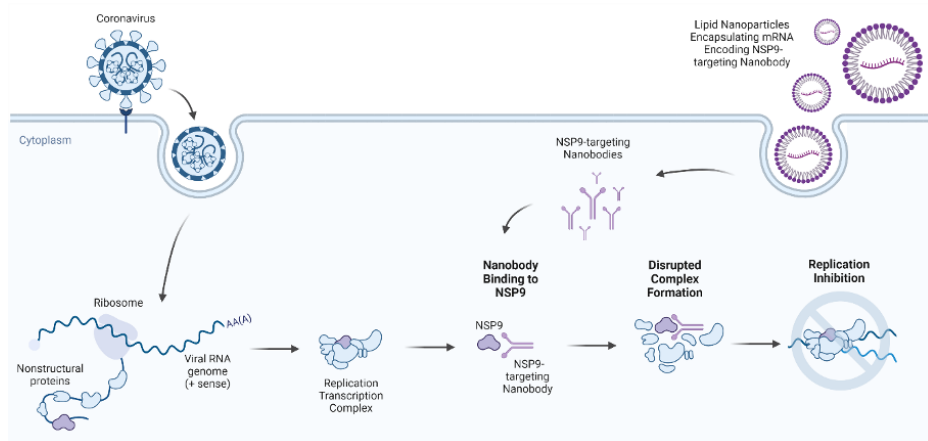 Coronavirus
Lipid Nanoparticles
Encapsulating mRNA
Encoding NSP9-
targeting Nanobody
Cytoplasm
NSP9-targeting
Nanobodies
Nanobody
Binding to
NSP9
Disrupted
Complex
Formation
Replication
Inhibition
Ribosome
AA(A)
Nonstructural
proteins
Viral RNA
genome
(+ sense)
Replication
Transcription
Complex
NSP9
NSP9-
targeting
Nanobody